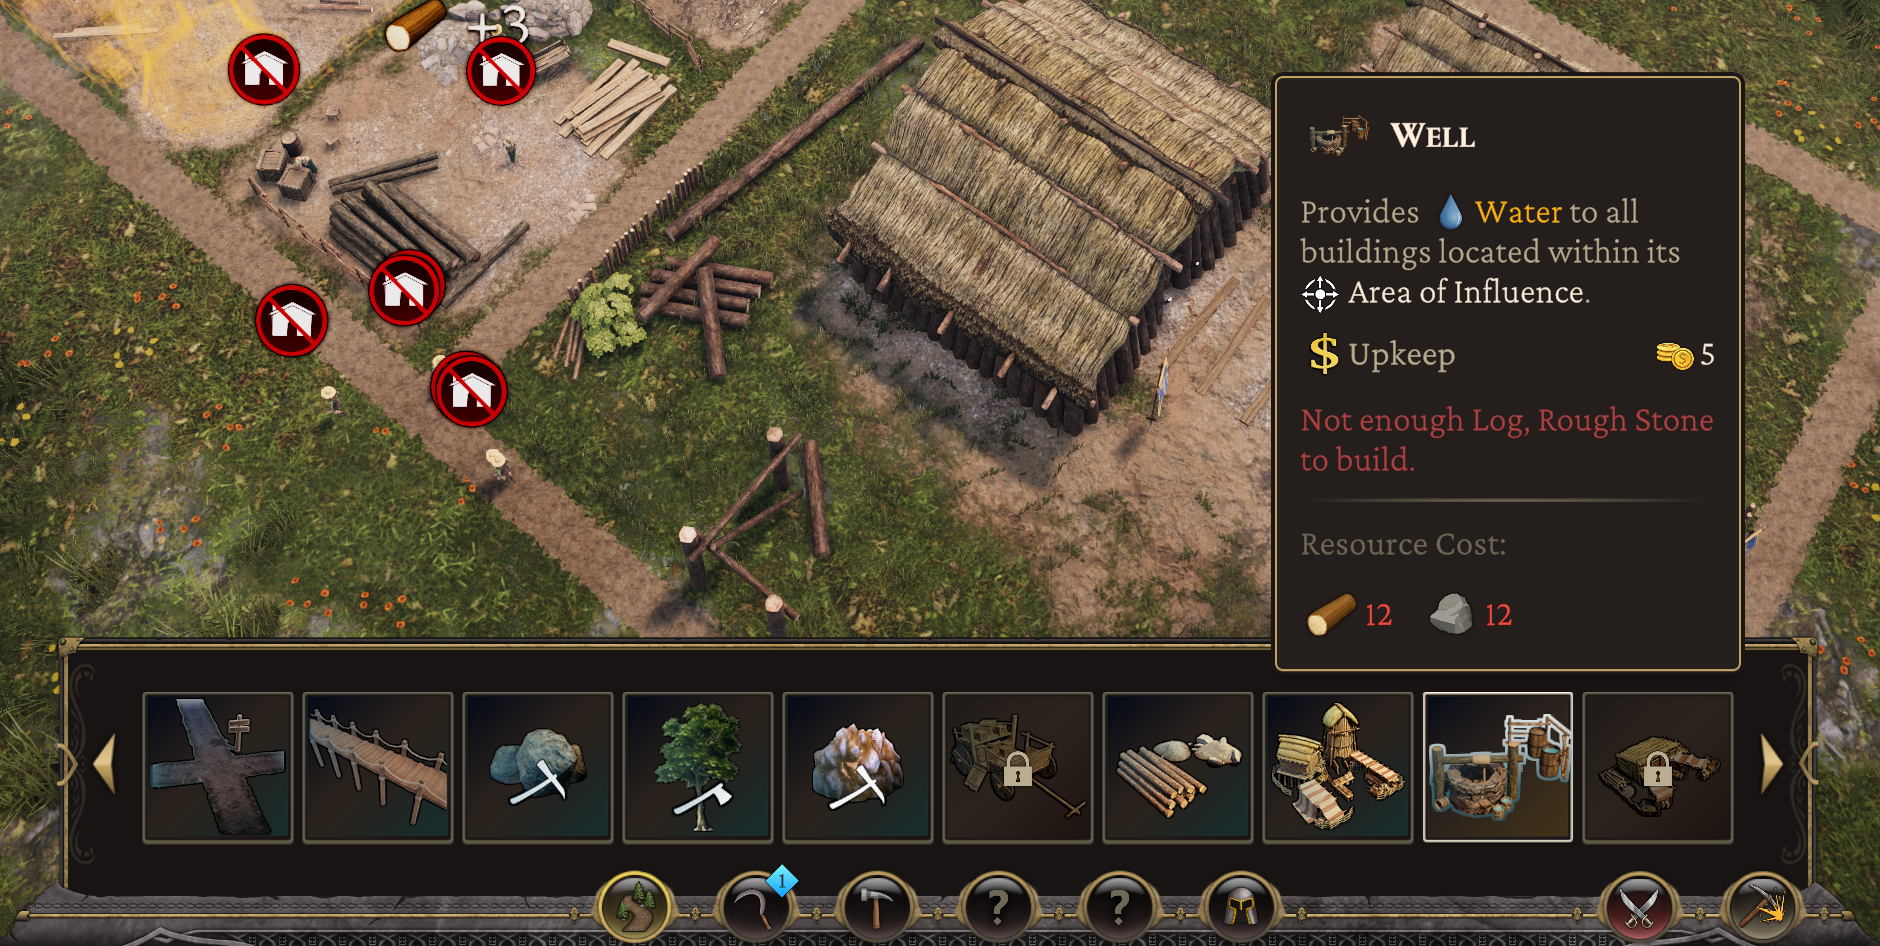 +3
WELL
Provides Water to all
buildings located within its
Area of Influence.
$ Upkeep 5
Not enough Log, Rough Stone
to build.
Resource Cost:
12 12
1
? ?